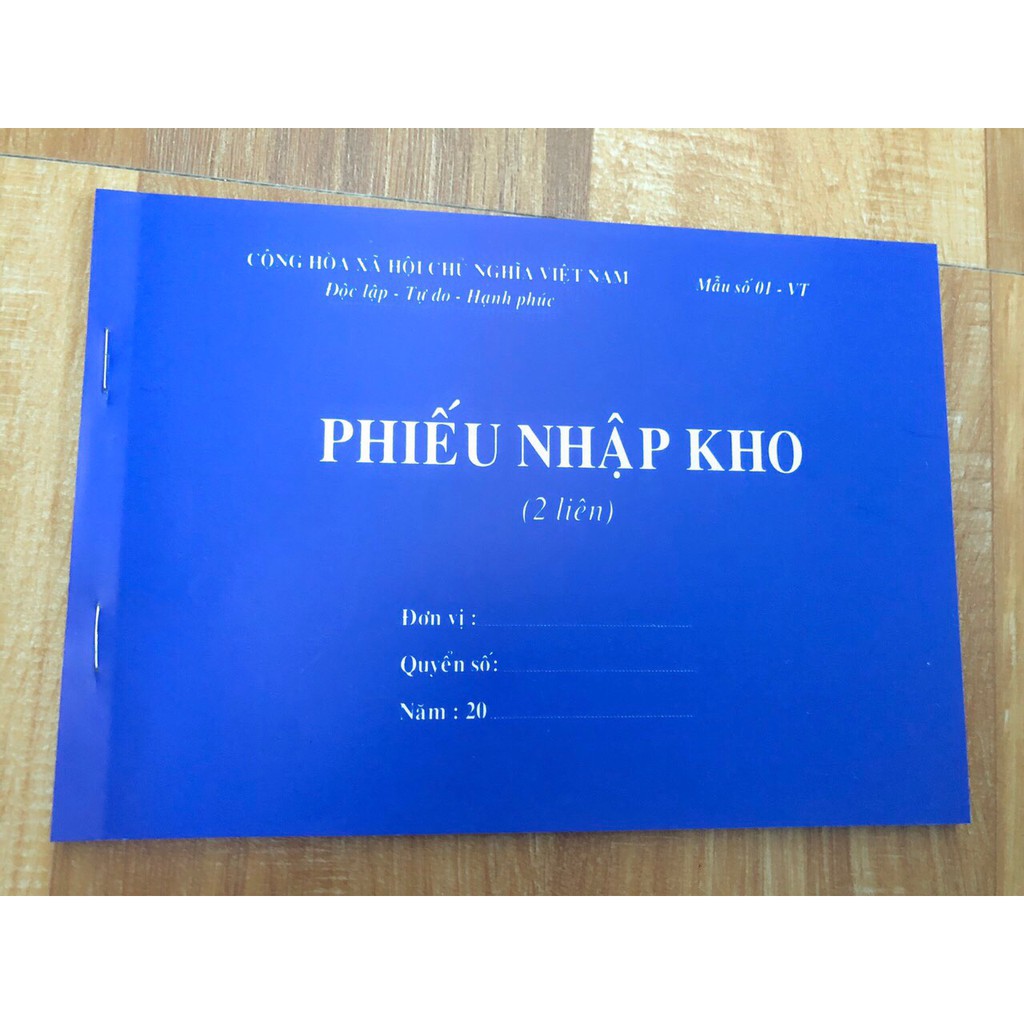 CỘNG HÒA XÃ HỘI CHỦ NGHĨA VIỆT NAM
Mẫu số 01 - VT
Độc lập - Tự do - Hạnh phúc
PHIẾU NHẬP KHO
(2 liên)
Đơn vị :
Quyển số:
Năm : 20